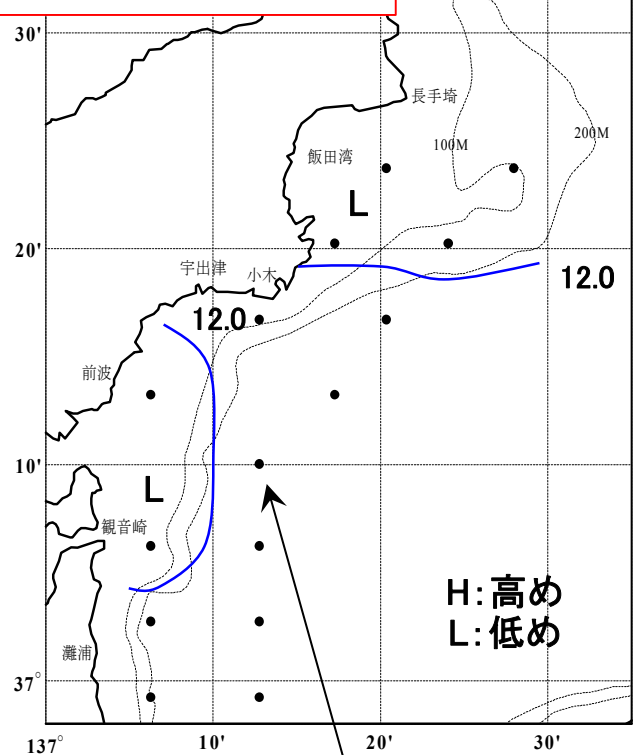 30'
長手埼
200M
100M
飯田湾
L
20'
宇出津
小木
12.0
12.0
前波
10'
L
観音崎
H:高め
L:低め
灘浦
37°
137°
10'
20'
30'